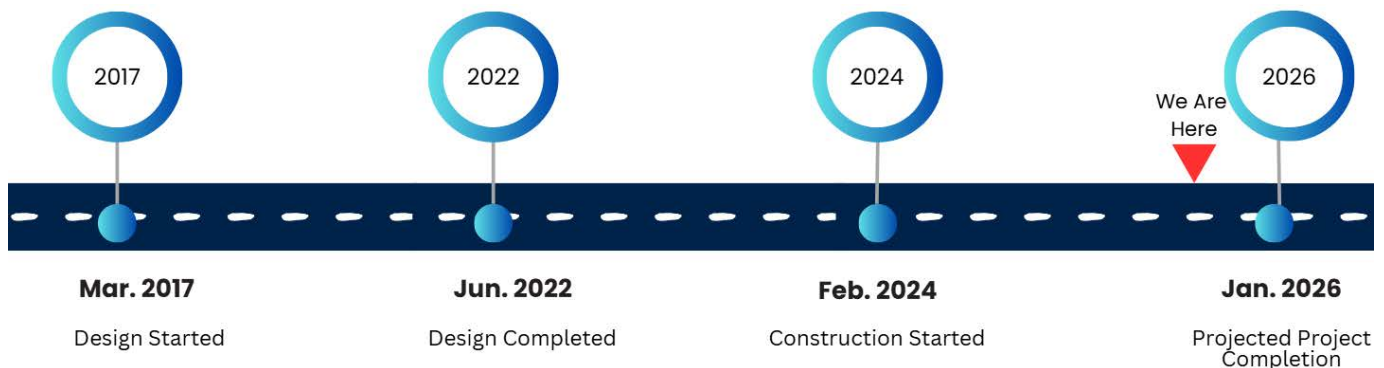 2017
2022
2024
2026
We Are
Here
Mar. 2017
Jun. 2022
Feb. 2024
Jan. 2026
Design Started
Design Completed
Construction Started
Projected Project
Completion